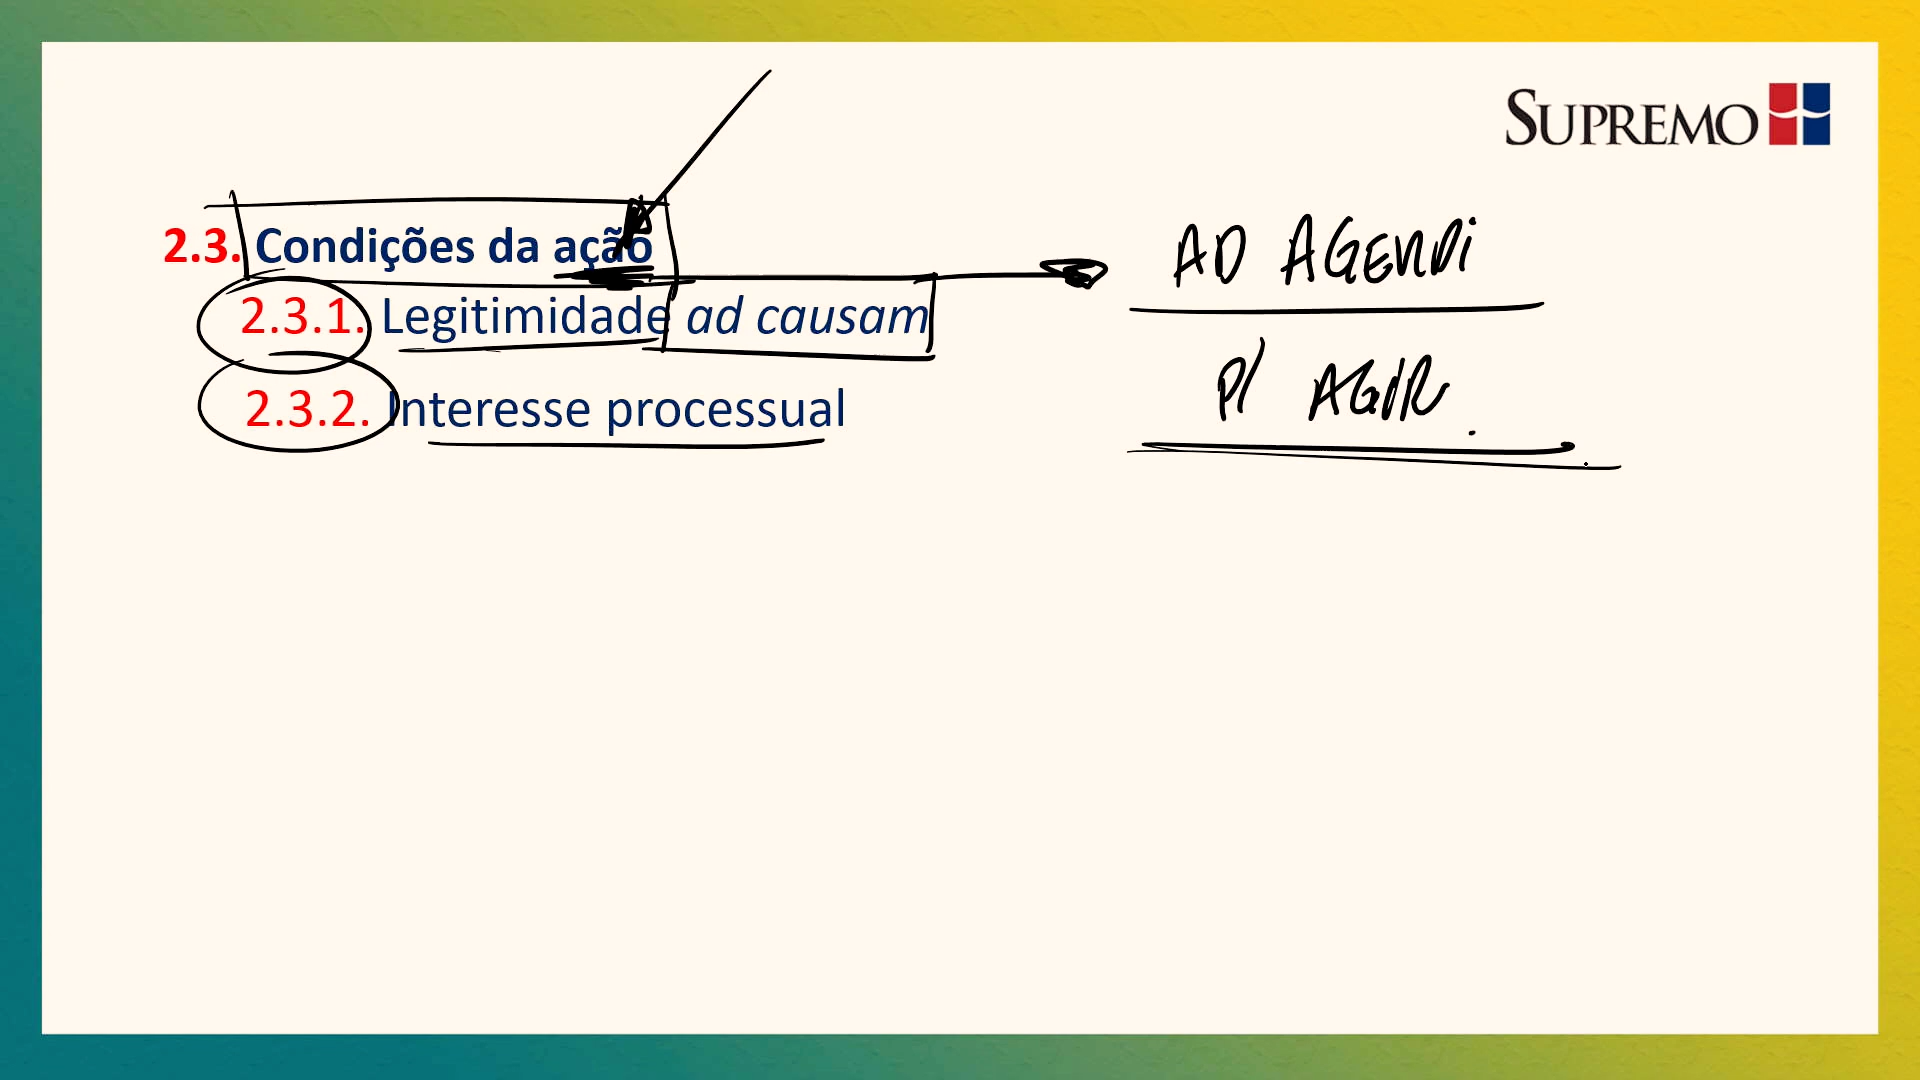 SUPREMO
2.3. Condições da ação
2.3.1. Legitimidade ad causam
2.3.2. Interesse processual
AD AGENDI
P/ AGIR.